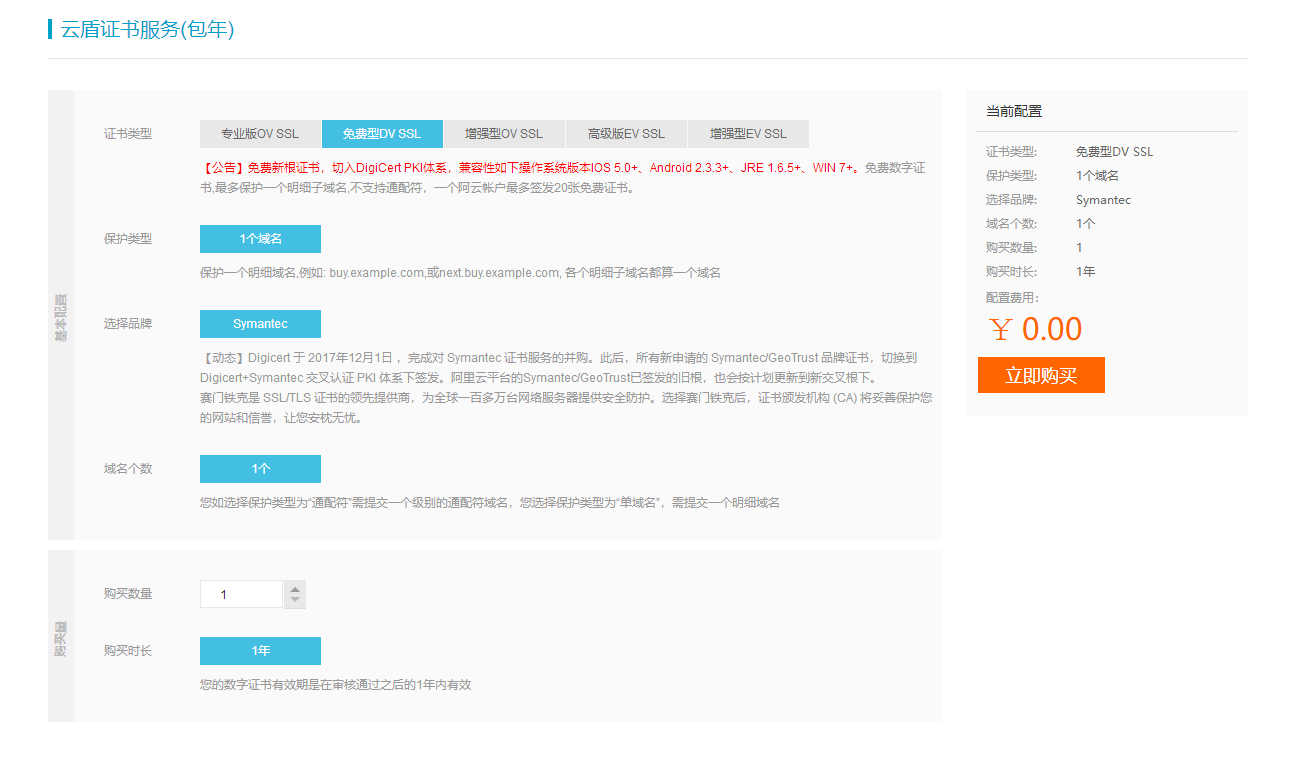 云盾证书服务(包年)
基本配置
证书类型
专业版OV SSL
免费型DV SSL
增强型OV SSL
高级版EV SSL
增强型EV SSL
【公告】免费新根证书，切入DigiCert PKI体系，兼容性如下操作系统版本IOS 5.0+、Android 2.3.3+、JRE 1.6.5+、WIN 7+。免费数字证
书,最多保护一个明细子域名,不支持通配符，一个阿云帐户最多签发20张免费证书。
保护类型
1个域名
保护一个明细域名,例如: buy.example.com,或next.buy.example.com, 各个明细子域名都算一个域名
选择品牌
Symantec
【动态】Digicert 于 2017年12月1日 ，完成对 Symantec 证书服务的并购。此后，所有新申请的 Symantec/GeoTrust 品牌证书，切换到
Digicert+Symantec 交叉认证 PKI 体系下签发。阿里云平台的Symantec/GeoTrust已签发的旧根，也会按计划更新到新交叉根下。
赛门铁克是 SSL/TLS 证书的领先提供商，为全球一百多万台网络服务器提供安全防护。选择赛门铁克后，证书颁发机构 (CA) 将妥善保护您
的网站和信誉，让您安枕无忧。
域名个数
1个
您如选择保护类型为“通配符”需提交一个级别的通配符域名，您选择保护类型为“单域名”，需提交一个明细域名
购买量
购买数量
1
购买时长
1年
您的数字证书有效期是在审核通过之后的1年内有效
当前配置
证书类型: 免费型DV SSL
保护类型: 1个域名
选择品牌: Symantec
域名个数: 1个
购买数量: 1
购买时长: 1年
配置费用：
￥ 0.00
立即购买